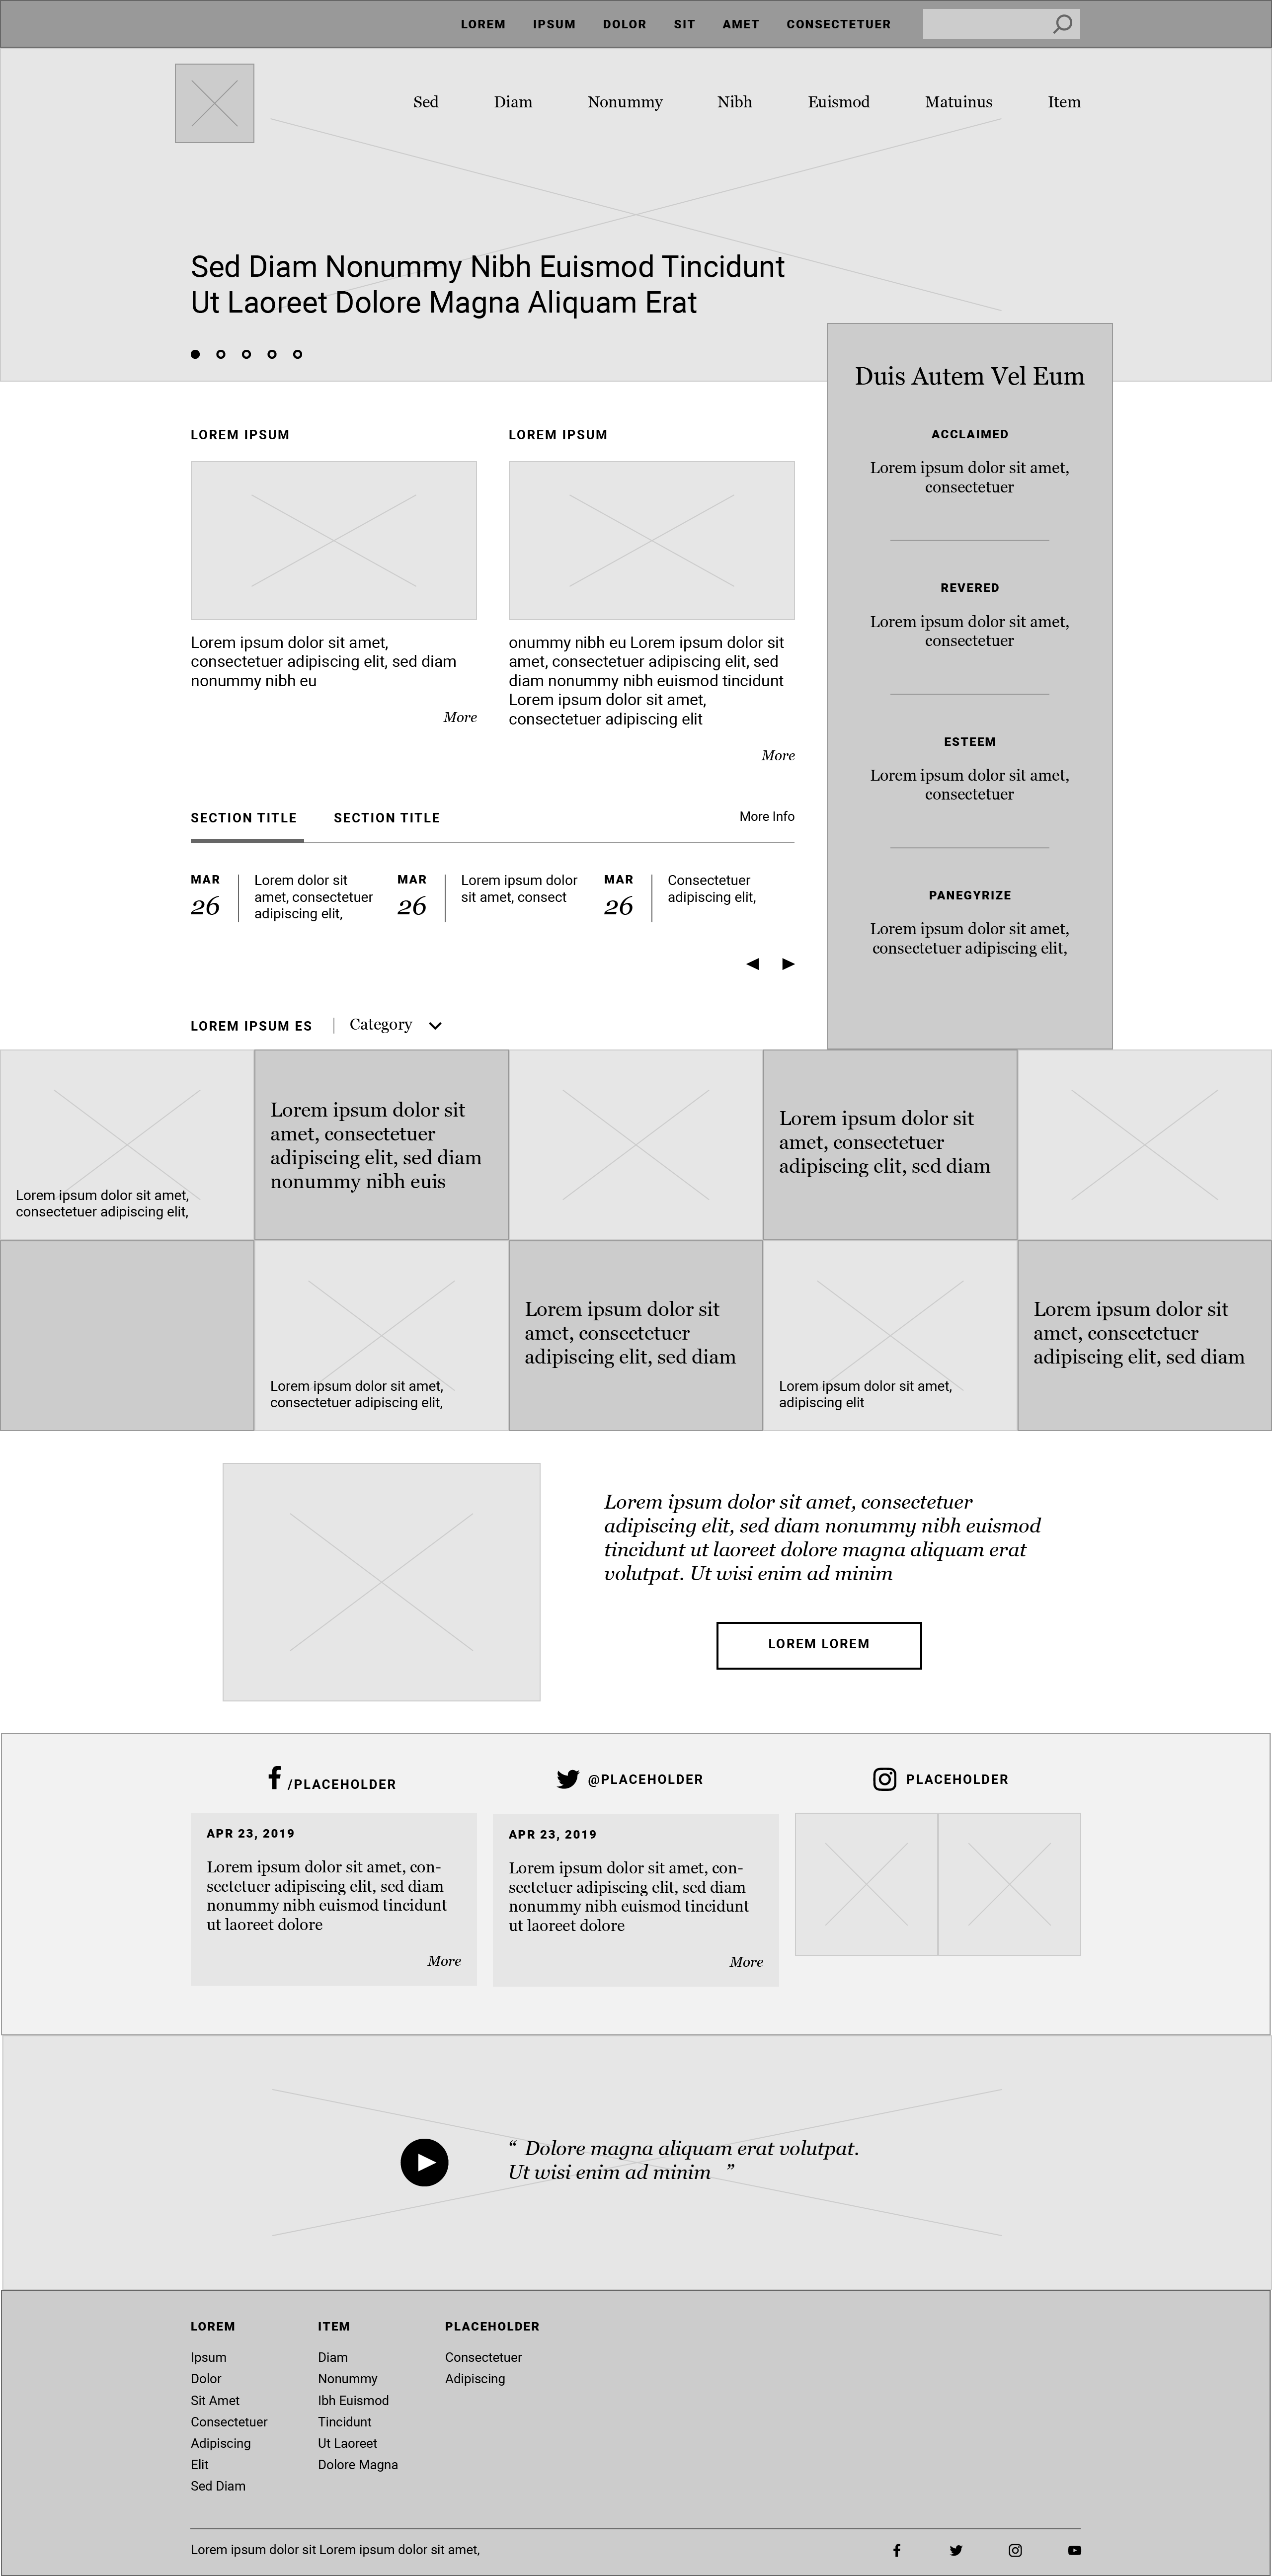 LOREM IPSUM DOLOR SIT AMET CONSECTETUER
Sed Diam Nonummy Nibh Euismod Matuinus Item
Sed Diam Nonummy Nibh Euismod Tincidunt
Ut Laoreet Dolore Magna Aliquam Erat
LOREM IPSUM
Lorem ipsum dolor sit amet,
consectetuer adipiscing elit, sed diam
nonummy nibh eu
More
LOREM IPSUM
onummy nibh eu Lorem ipsum dolor sit
amet, consectetuer adipiscing elit, sed
diam nonummy nibh euismod tincidunt
Lorem ipsum dolor sit amet,
consectetuer adipiscing elit
More
Duis Autem Vel Eum
ACCLAIMED
Lorem ipsum dolor sit amet,
consectetuer
REVERED
Lorem ipsum dolor sit amet,
consectetuer
ESTEEM
Lorem ipsum dolor sit amet,
consectetuer
PANEGYRIZE
Lorem ipsum dolor sit amet,
consectetuer adipiscing elit,
SECTION TITLE SECTION TITLE More Info
MAR
26
Lorem dolor sit
amet, consectetuer
adipiscing elit,
MAR
26
Lorem ipsum dolor
sit amet, consect
MAR
26
Consectetuer
adipiscing elit,
LOREM IPSUM ES Category
Lorem ipsum dolor sit amet,
consectetuer adipiscing elit,
Lorem ipsum dolor sit
amet, consectetuer
adipiscing elit, sed diam
nonummy nibh euis
Lorem ipsum dolor sit
amet, consectetuer
adipiscing elit, sed diam
Lorem ipsum dolor sit amet,
consectetuer adipiscing elit,
Lorem ipsum dolor sit
amet, consectetuer
adipiscing elit, sed diam
Lorem ipsum dolor sit amet,
adipiscing elit
Lorem ipsum dolor sit
amet, consectetuer
adipiscing elit, sed diam
Lorem ipsum dolor sit amet, consectetuer
adipiscing elit, sed diam nonummy nibh euismod
tincidunt ut laoreet dolore magna aliquam erat
volutpat. Ut wisi enim ad minim
LOREM LOREM
/PLACEHOLDER
APR 23, 2019
Lorem ipsum dolor sit amet, con-
sectetuer adipiscing elit, sed diam
nonummy nibh euismod tincidunt
ut laoreet dolore
More
@PLACEHOLDER
APR 23, 2019
Lorem ipsum dolor sit amet, con-
sectetuer adipiscing elit, sed diam
nonummy nibh euismod tincidunt
ut laoreet dolore
More
PLACEHOLDER
“ Dolore magna aliquam erat volutpat.
Ut wisi enim ad minim ”
LOREM
Ipsum
Dolor
Sit Amet
Consectetuer
Adipiscing
Elit
Sed Diam
ITEM
Diam
Nonummy
Ibh Euismod
Tincidunt
Ut Laoreet
Dolore Magna
PLACEHOLDER
Consectetuer
Adipiscing
Lorem ipsum dolor sit Lorem ipsum dolor sit amet,